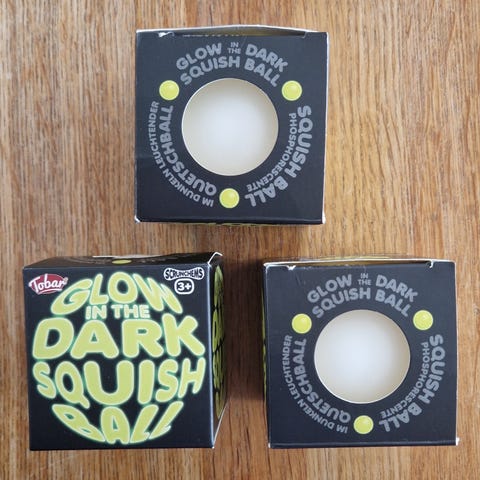 GLOW IN THE DARK
SQUISH BALL
IM DUNKELN LEUCHTENDER
QUETSCHBALL
SQUISH BALL
PHOSPHORESCENTE
Tobar
SCRUNCHEMS
3+
GLOW
IN THE
DARK
SQUISH
BALL
GLOW IN THE DARK
SQUISH BALL
IM DUNKELN LEUCHTENDER
QUETSCHBALL
SQUISH BALL
PHOSPHORESCENTE